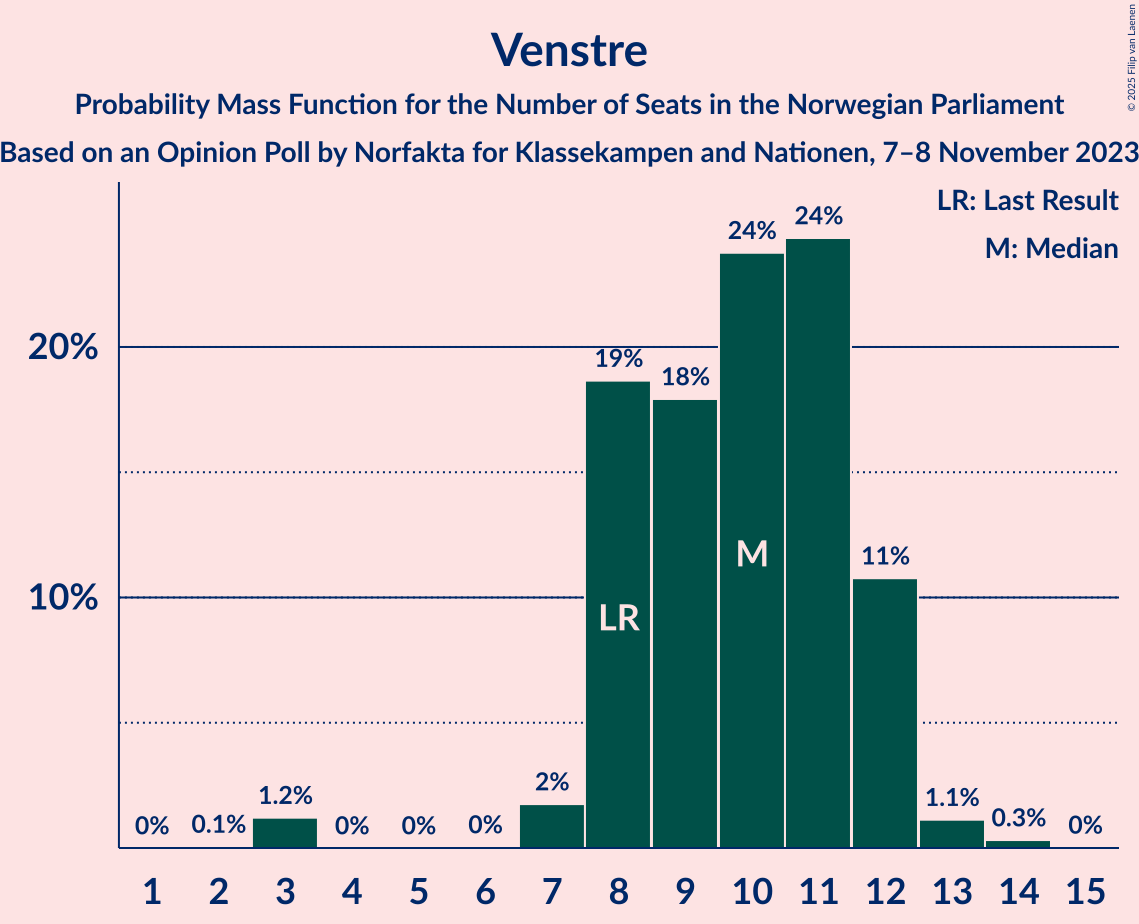 Venstre
Probability Mass Function for the Number of Seats in the Norwegian Parliament
Based on an Opinion Poll by Norfakta for Klassekampen and Nationen, 7–8 November 2023
© 2025 Filip van Laenen
LR: Last Result
M: Median
20%
10%
0%
0.1%
1.2%
0%
0%
0%
2%
19%
18%
24%
24%
11%
1.1%
0.3%
0%
LR
M
1 2 3 4 5 6 7 8 9 10 11 12 13 14 15